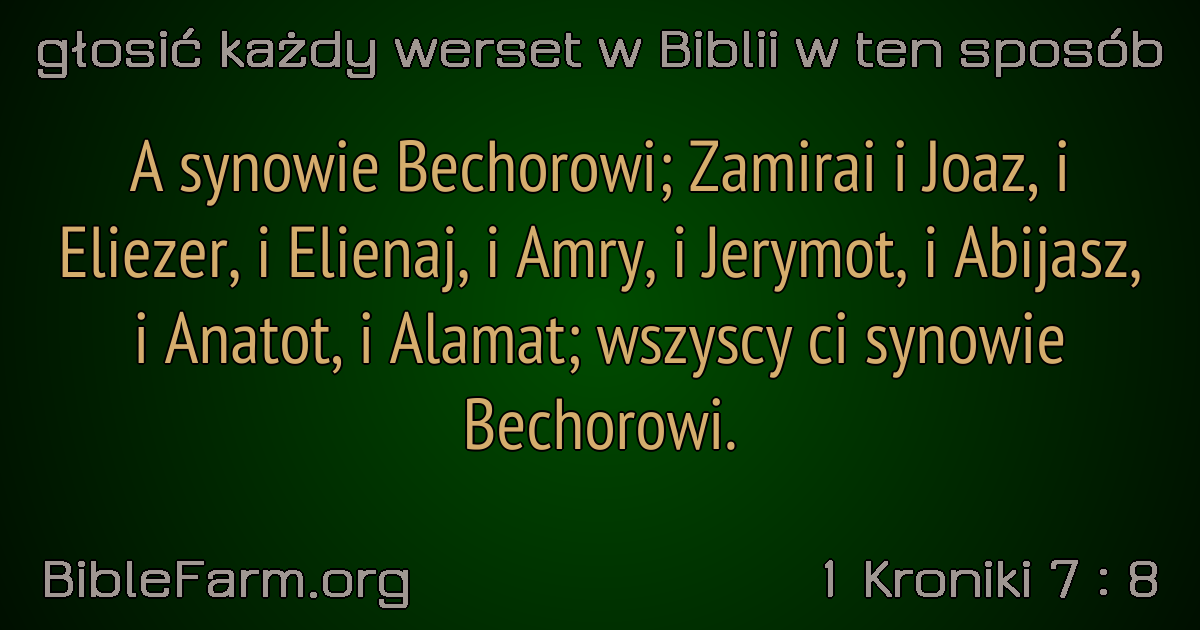 głosić każdy werset w Biblii w ten sposób
A synowie Bechorowi; Zamirai i Joaz, i
Eliezer, i Elienaj, i Amry, i Jerymot, i Abijasz,
i Anatot, i Alamat; wszyscy ci synowie
Bechorowi.
BibleFarm.org
1 Kroniki 7 : 8